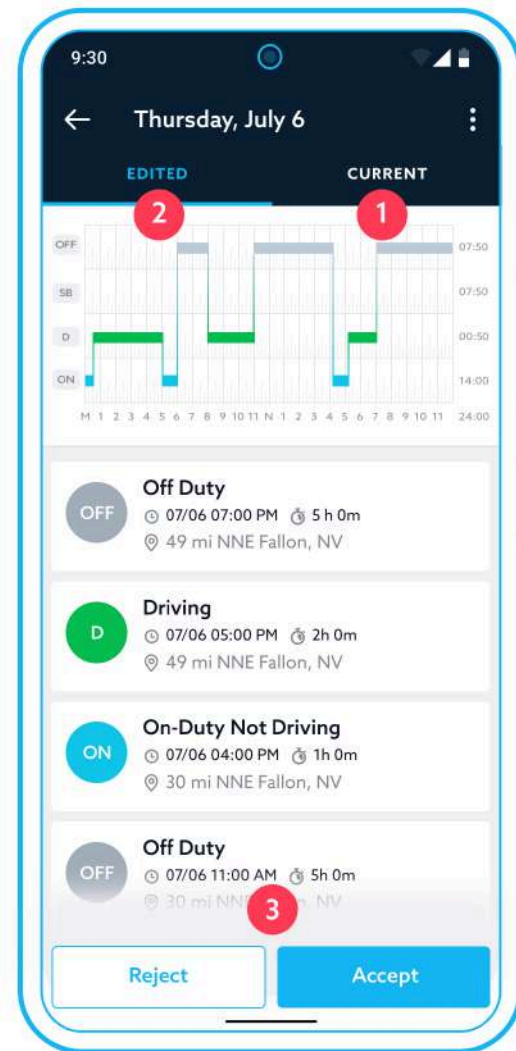 9:30
Thursday, July 6
EDITED CURRENT
2 1
OFF 07:50
SB 07:50
D 00:50
ON 14:00
M 1 2 3 4 5 6 7 8 9 10 11 N 1 2 3 4 5 6 7 8 9 10 11 24:00
Off Duty
OFF 07/06 07:00 PM 5 h 0m
49 mi NNE Fallon, NV
Driving
D 07/06 05:00 PM 2h 0m
49 mi NNE Fallon, NV
On-Duty Not Driving
ON 07/06 04:00 PM 1h 0m
30 mi NNE Fallon, NV
Off Duty
OFF 07/06 11:00 AM 5h 0m
30 mi NNE NV
3
Reject Accept